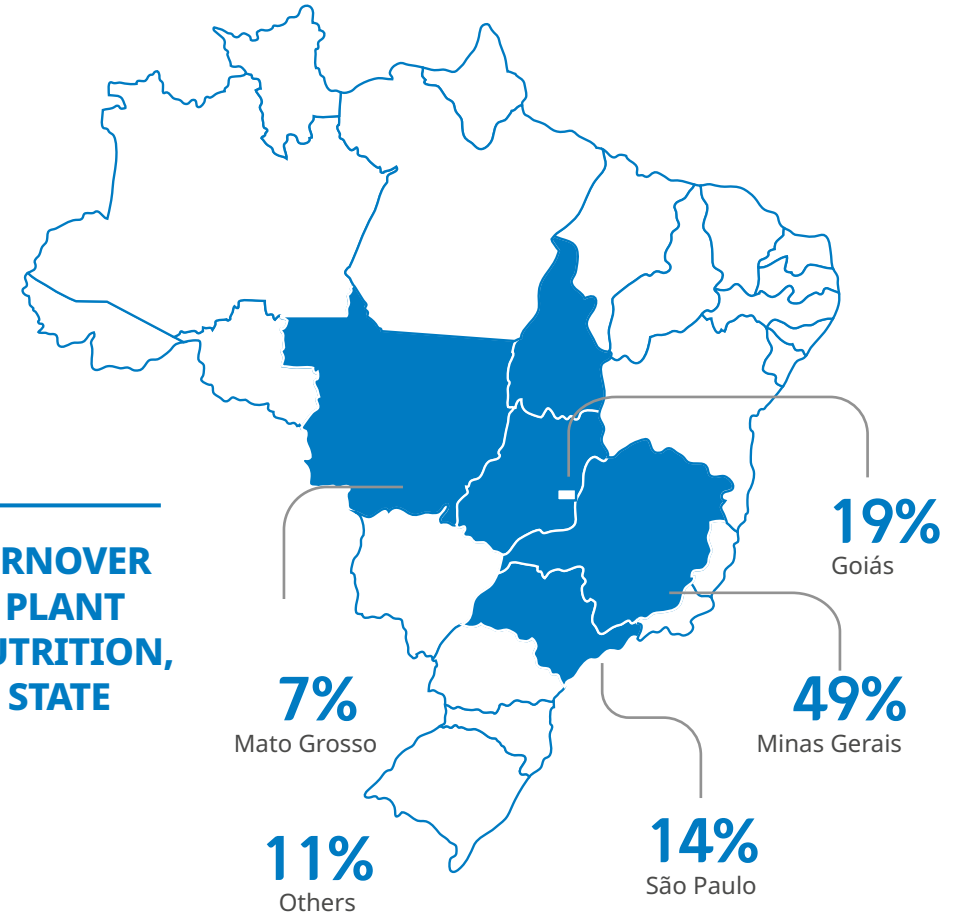 RNOVER
PLANT
UTRITION,
STATE
19%
Goiás
49%
Minas Gerais
7%
Mato Grosso
14%
São Paulo
11%
Others